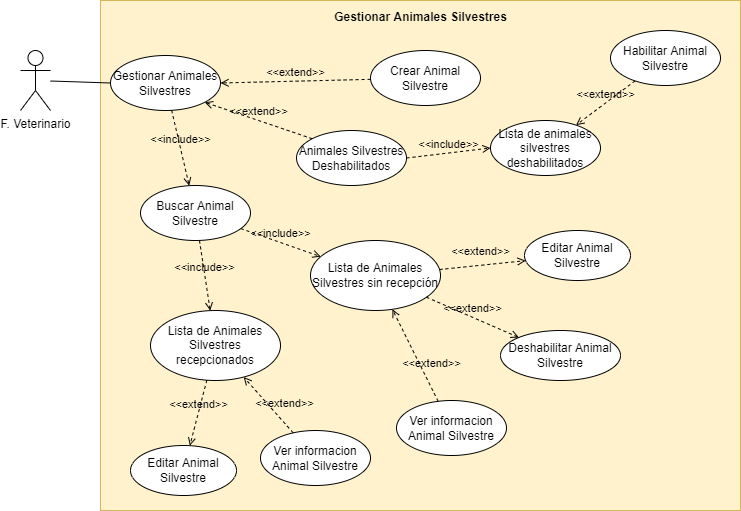 Gestionar Animales Silvestres
F. Veterinario
Gestionar Animales
Silvestres
<<extend>>
Crear Animal
Silvestre
Habilitar Animal
Silvestre
<<extend>>
<<extend>>
Animales Silvestres
Deshabilitados
<<include>>
Lista de animales
silvestres
deshabilitados
<<include>>
Buscar Animal
Silvestre
<<include>>
<<include>>
Lista de Animales
Silvestres sin recepción
<<extend>>
Editar Animal
Silvestre
<<extend>>
Deshabilitar Animal
Silvestre
Lista de Animales
Silvestres
recepcionados
<<extend>>
Ver informacion
Animal Silvestre
<<extend>>
<<extend>>
Editar Animal
Silvestre
Ver informacion
Animal Silvestre